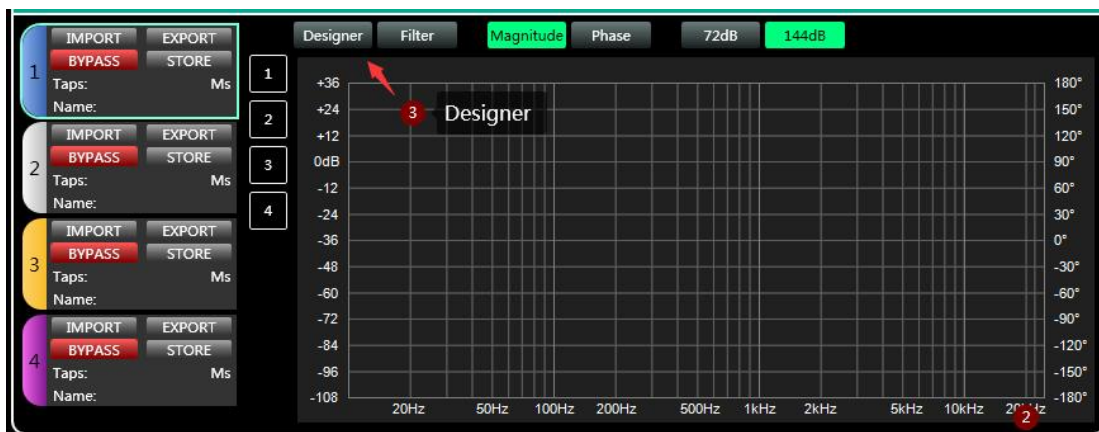 Designer Filter Magnitude Phase 72dB 144dB
1
IMPORT EXPORT
BYPASS STORE
Taps: Ms
Name:
2
IMPORT EXPORT
BYPASS STORE
Taps: Ms
Name:
3
IMPORT EXPORT
BYPASS STORE
Taps: Ms
Name:
4
IMPORT EXPORT
BYPASS STORE
Taps: Ms
Name:
1
2
3
4
3 Designer
+36 180°
+24 150°
+12 120°
0dB 90°
-12 60°
-24 30°
-36 0°
-48 -30°
-60 -60°
-72 -90°
-84 -120°
-96 -150°
-108 -180°
20Hz 50Hz 100Hz 200Hz 500Hz 1kHz 2kHz 5kHz 10kHz
2